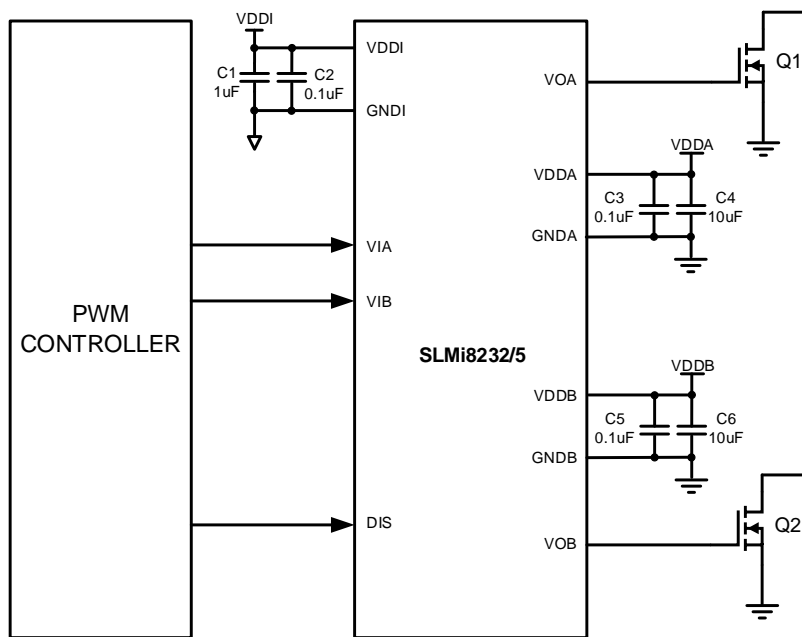 VDDI
C1
1uF
C2
0.1uF
VDDI
GNDI
VOA
Q1
VDDA
VDDA
C3
0.1uF
C4
10uF
GNDA
VIA
VIB
PWM
CONTROLLER
SLMi8232/5
VDDB
VDDB
C5
0.1uF
C6
10uF
GNDB
DIS
VOB
Q2